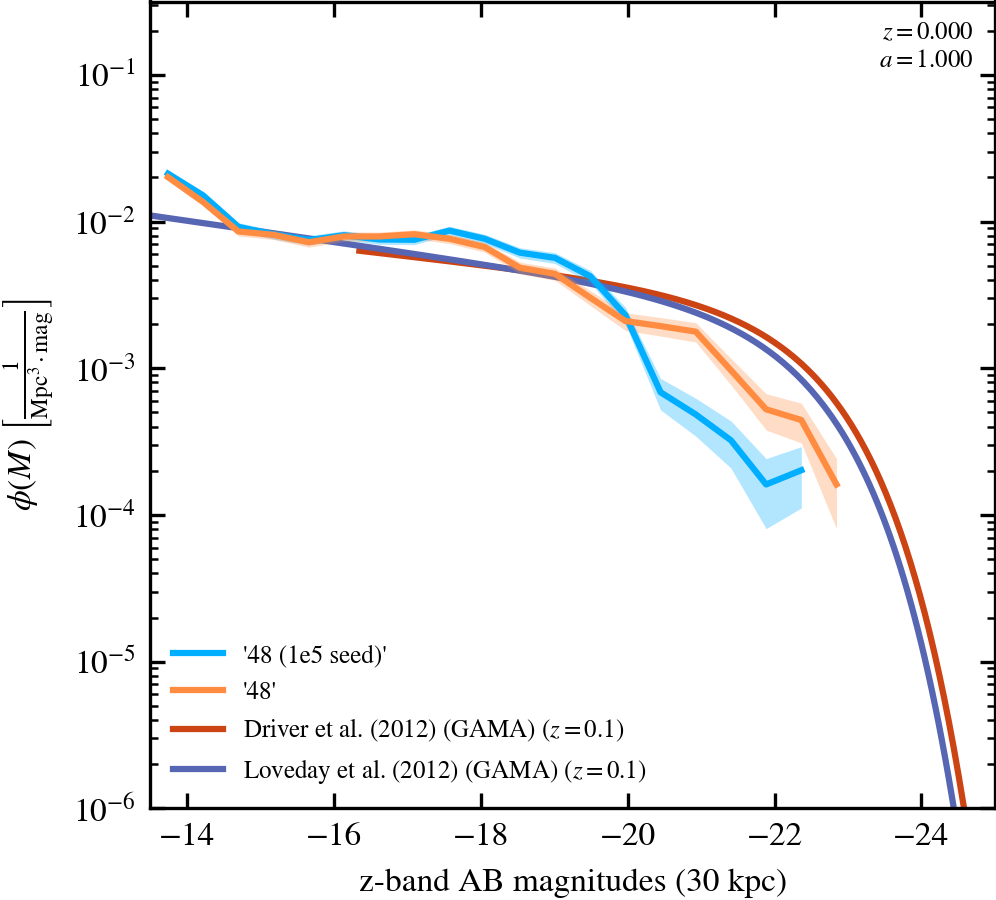 z = 0.000
a = 1.000
10⁻¹
10⁻²
10⁻³
10⁻⁴
10⁻⁵
10⁻⁶
ϕ(M) [1 / Mpc³ · mag]
'48 (1e5 seed)'
'48'
Driver et al. (2012) (GAMA) (z = 0.1)
Loveday et al. (2012) (GAMA) (z = 0.1)
−14 −16 −18 −20 −22 −24
z-band AB magnitudes (30 kpc)